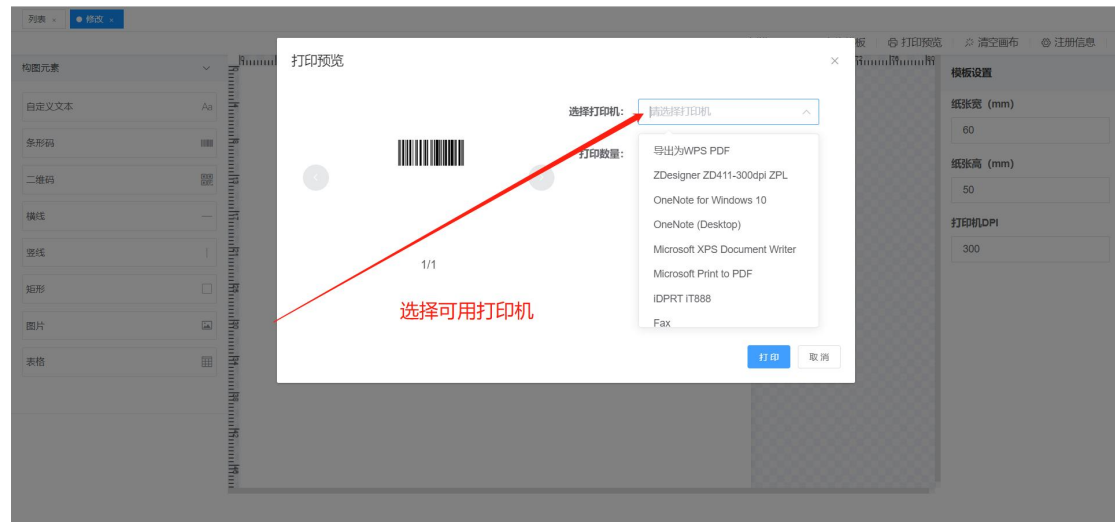 列表
修改
板
打印预览
清空画布
注册信息
构图元素
自定义文本
Aa
条形码
二维码
横线
竖线
矩形
图片
表格
打印预览
选择打印机：
请选择打印机
打印数量：
导出为WPS PDF
ZDesigner ZD411-300dpi ZPL
OneNote for Windows 10
OneNote (Desktop)
Microsoft XPS Document Writer
Microsoft Print to PDF
iDPRT iT888
Fax
1/1
选择可用打印机
打印
取消
模板设置
纸张宽（mm）
60
纸张高（mm）
50
打印机DPI
300